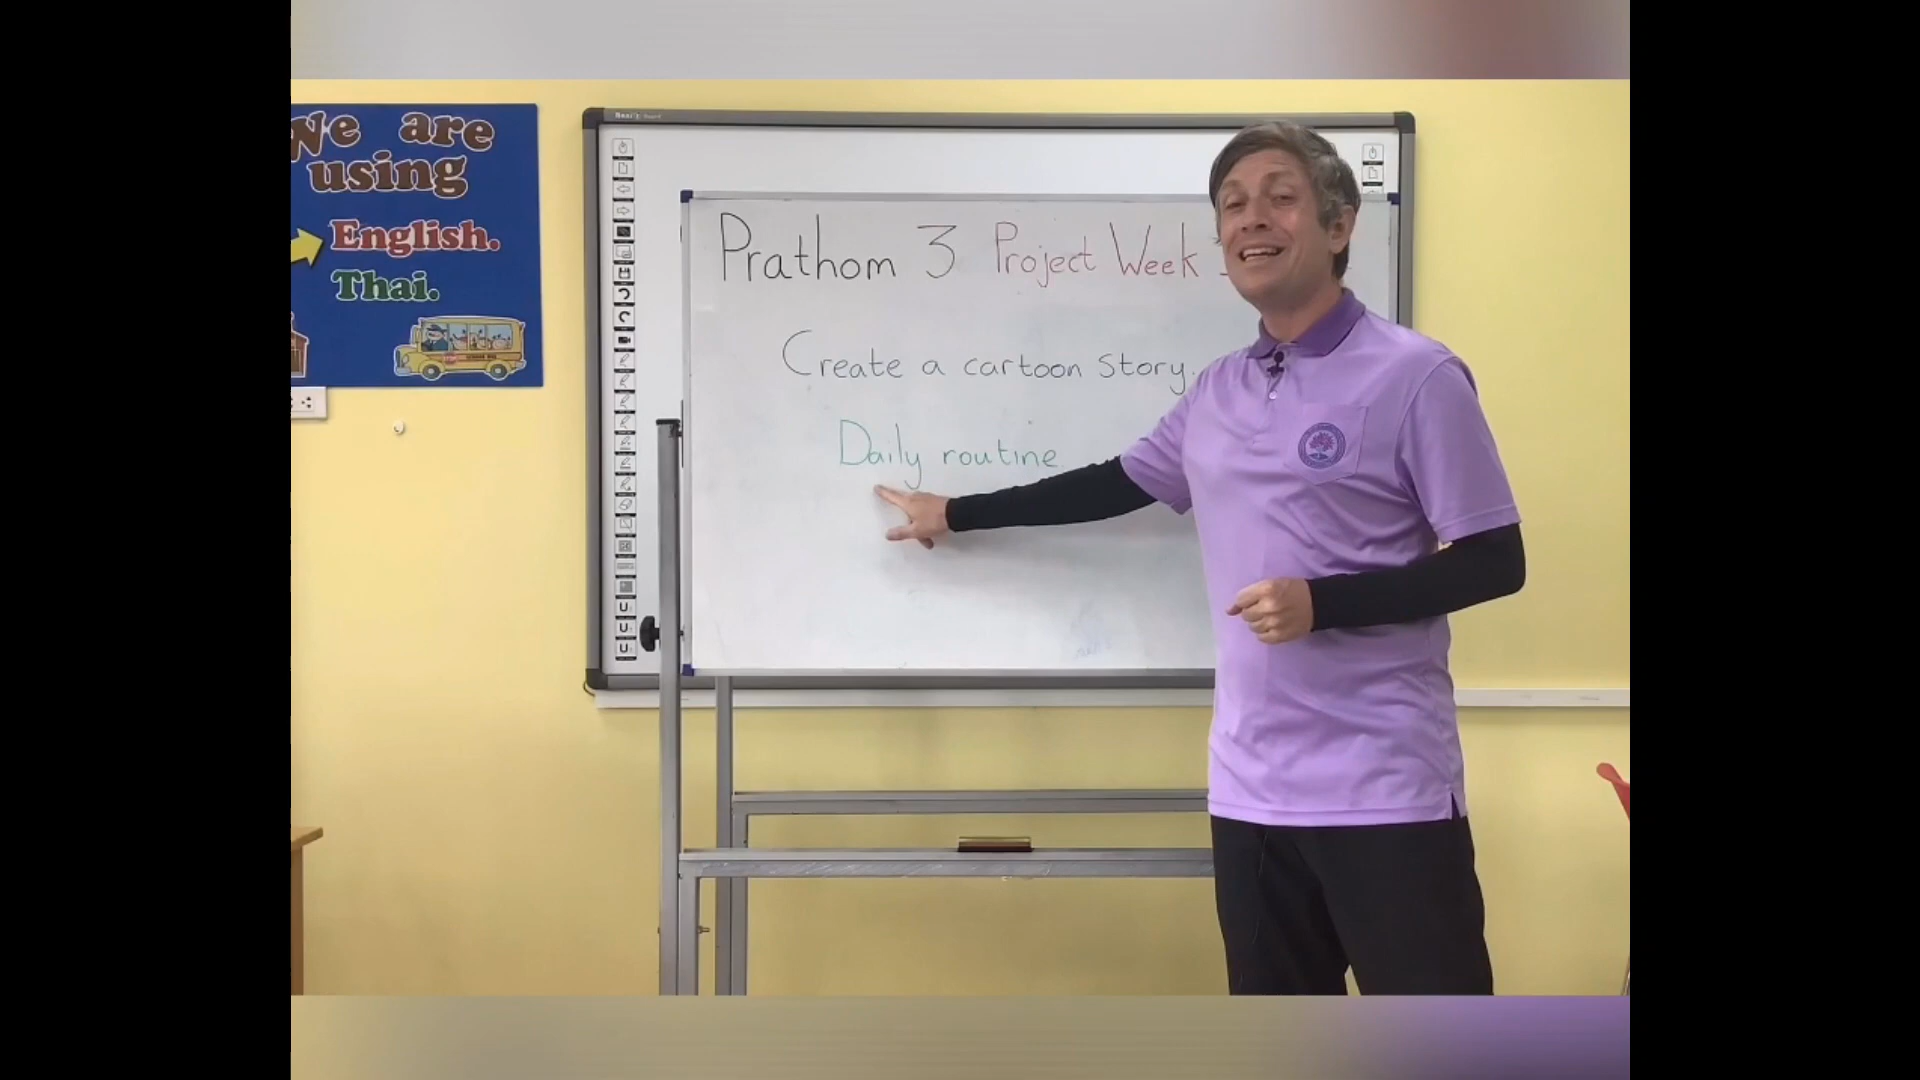 We are
using
English.
Thai.
Prathom 3 Project Week
Create a cartoon story.
Daily routine